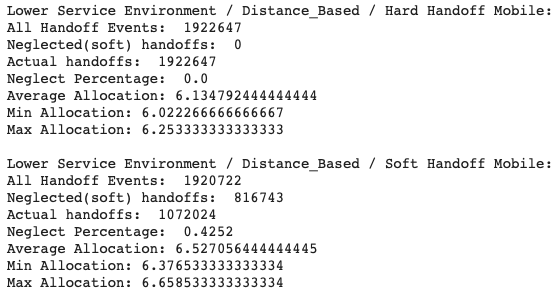 Lower Service Environment / Distance_Based / Hard Handoff Mobile:
All Handoff Events:  1922647
Neglected(soft) handoffs:  0
Actual handoffs:  1922647
Neglect Percentage:  0.0
Average Allocation: 6.134792444444444
Min Allocation: 6.022266666666667
Max Allocation: 6.253333333333333

Lower Service Environment / Distance_Based / Soft Handoff Mobile:
All Handoff Events:  1920722
Neglected(soft) handoffs:  816743
Actual handoffs:  1072024
Neglect Percentage:  0.4252
Average Allocation: 6.527056444444445
Min Allocation: 6.376533333333334
Max Allocation: 6.658533333333334